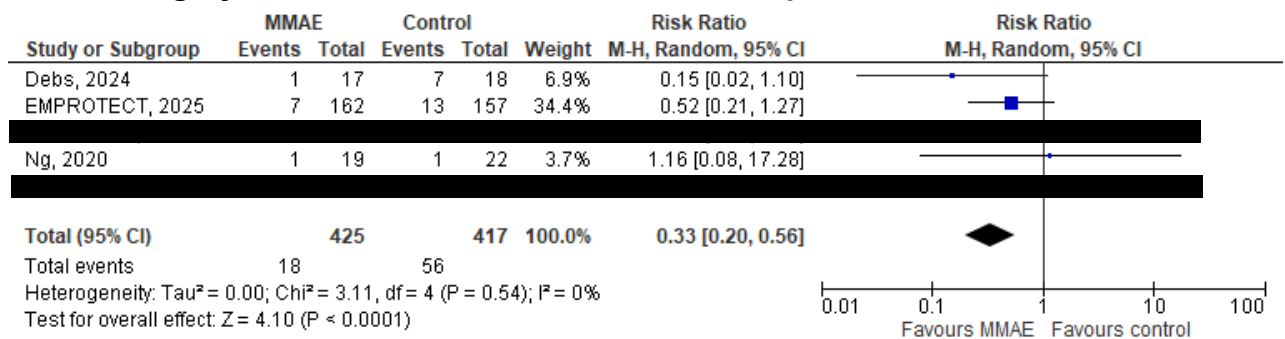 MMAE Control Risk Ratio Risk Ratio
Study or Subgroup Events Total Events Total Weight M-H, Random, 95% CI M-H, Random, 95% CI
Debs, 2024 1 17 7 18 6.9% 0.15 [0.02, 1.10]
EMPROTECT, 2025 7 162 13 157 34.4% 0.52 [0.21, 1.27]
Ng, 2020 1 19 1 22 3.7% 1.16 [0.08, 17.28]
Total (95% CI) 425 417 100.0% 0.33 [0.20, 0.56]
Total events 18 56
Heterogeneity: Tau² = 0.00; Chi² = 3.11, df = 4 (P = 0.54); I² = 0%
Test for overall effect: Z = 4.10 (P < 0.0001)
0.01 0.1 1 10 100
Favours MMAE Favours control